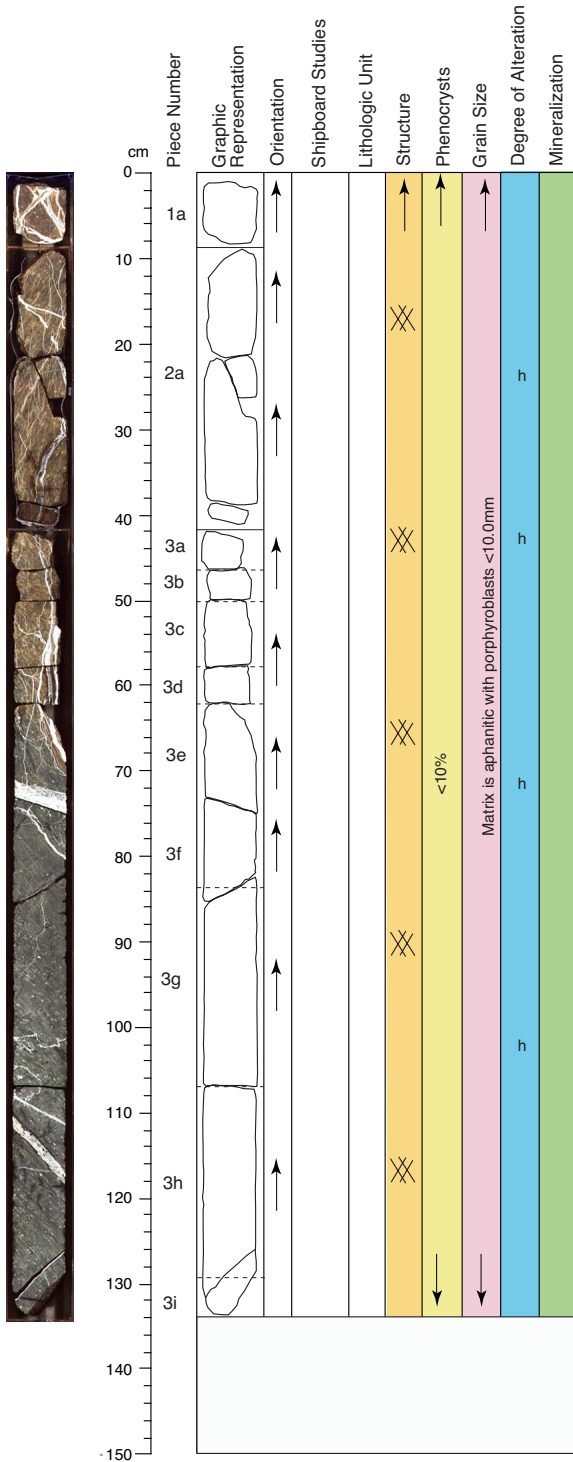 cm
Piece Number
Graphic
Representation
Orientation
Shipboard Studies
Lithologic Unit
Structure
Phenocrysts
Grain Size
Degree of Alteration
Mineralization
0
1a
10
20
2a
h
30
40
3a
h
3b
50
3c
60
3d
3e
70
<10%
Matrix is aphanitic with porphyroblasts <10.0mm
h
80
3f
90
3g
100
h
110
3h
120
130
3i
140
150